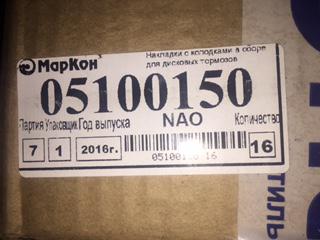 МарКон
Накладки с колодками в сборе
для дисковых тормозов
05100150
Партия Упаковщик Год выпуска NAO Количество
7 1 2016г. 16